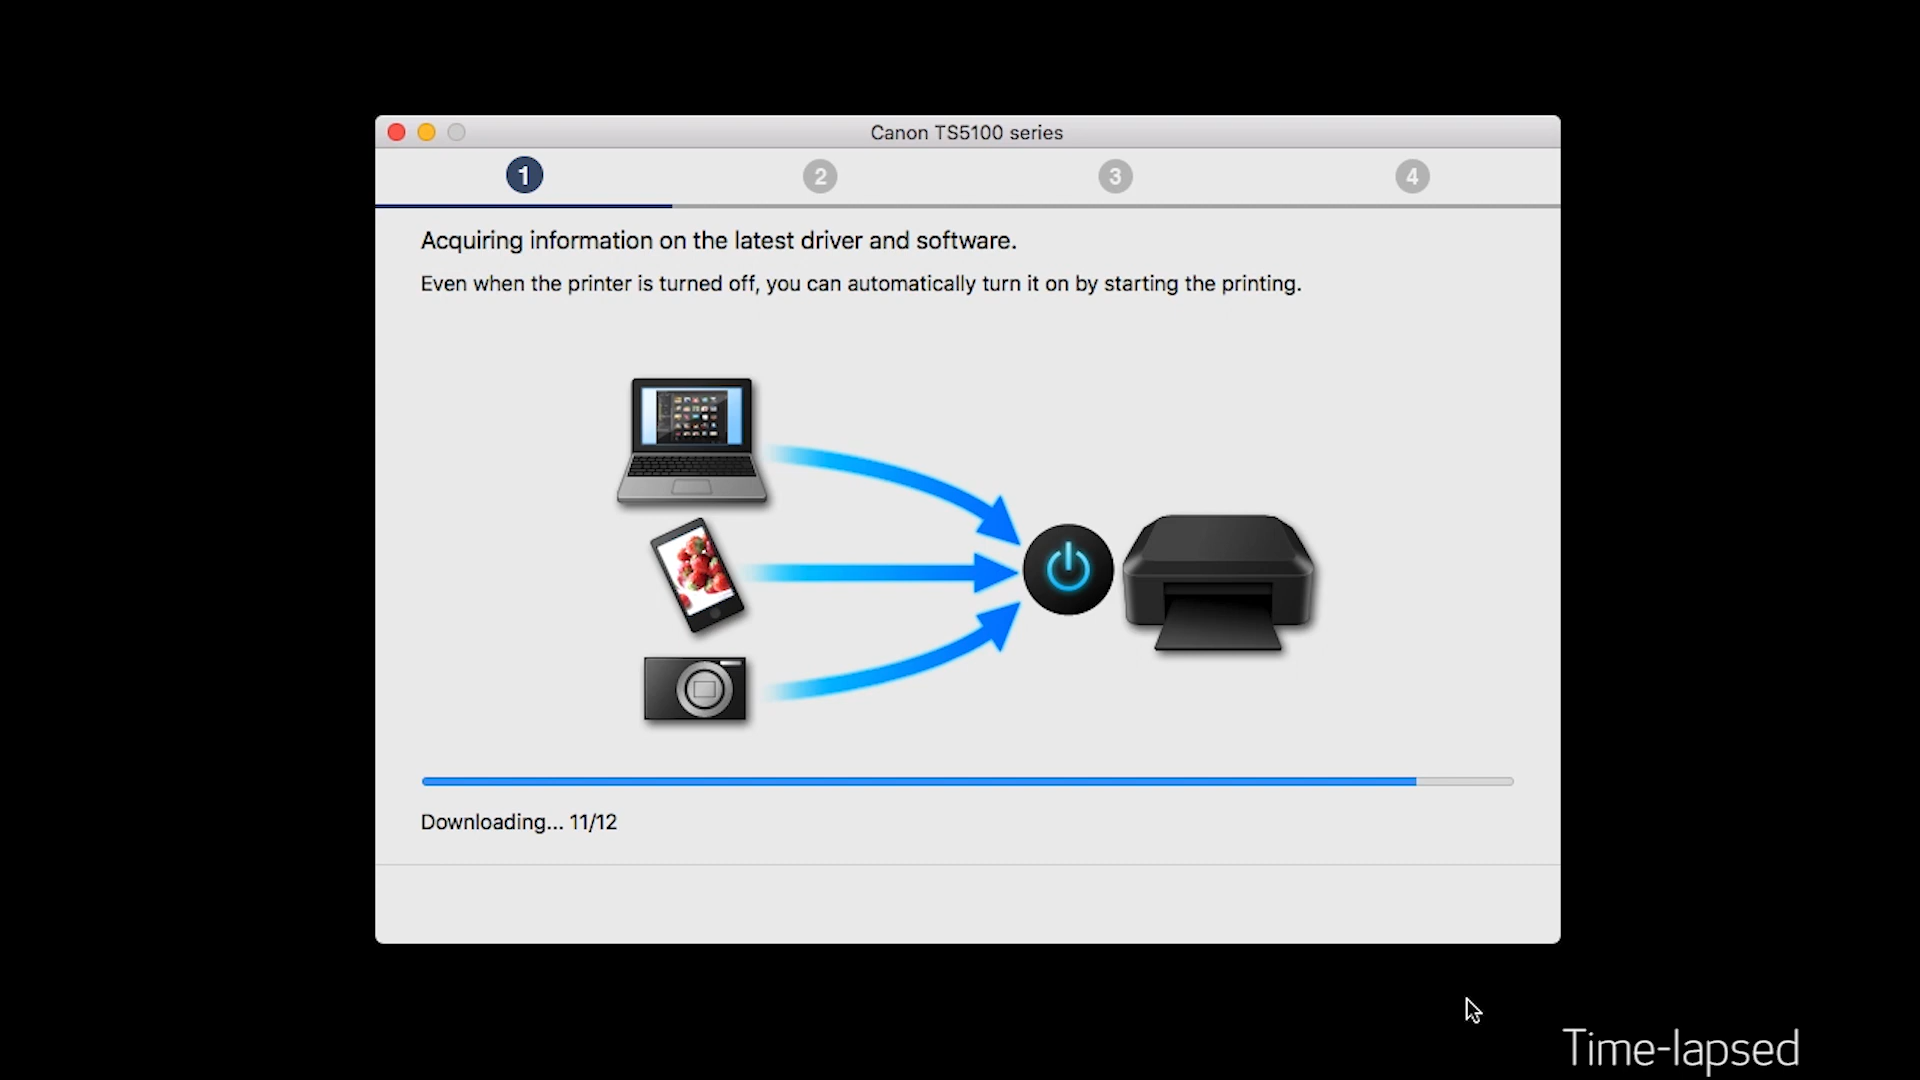 Canon TS5100 series
1 2 3 4
Acquiring information on the latest driver and software.
Even when the printer is turned off, you can automatically turn it on by starting the printing.
Downloading... 11/12
Time-lapsed